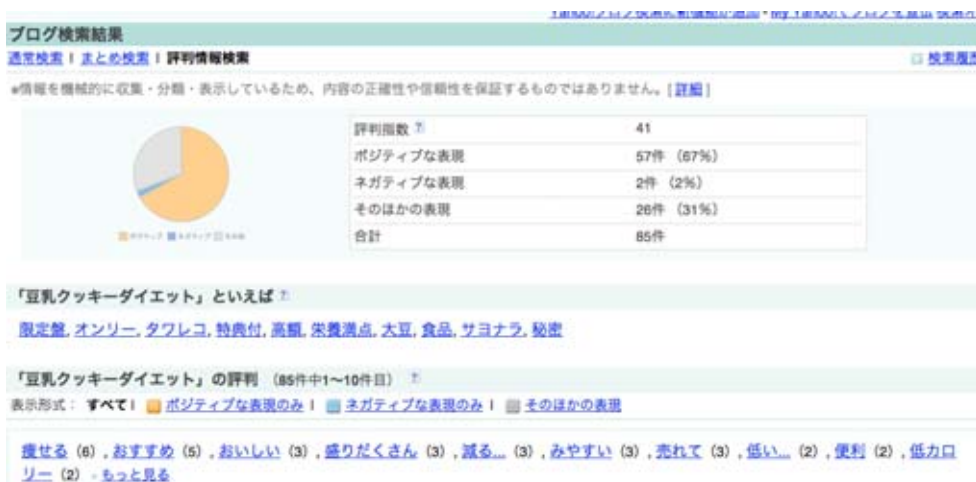 ブログ検索結果
通常検索 | まとめ検索 | 評判情報検索
検索履歴
※情報を機械的に収集・分類・表示しているため、内容の正確性や信頼性を保証するものではありません。[詳細]
評判指数 ? 41
ポジティブな表現 57件 (67%)
ネガティブな表現 2件 (2%)
そのほかの表現 26件 (31%)
合計 85件
「豆乳クッキーダイエット」といえば ?
限定盤, オンリー, タワレコ, 特典付, 高額, 栄養満点, 大豆, 食品, サヨナラ, 秘密
「豆乳クッキーダイエット」の評判 (85件中1~10件目) ?
表示形式: すべて | ポジティブな表現のみ | ネガティブな表現のみ | そのほかの表現
痩せる (6) , おすすめ (5) , おいしい (3) , 盛りだくさん (3) , 減る... (3) , みやすい (3) , 売れて (3) , 低い... (2) , 便利 (2) , 低カロ
リー (2) - もっと見る